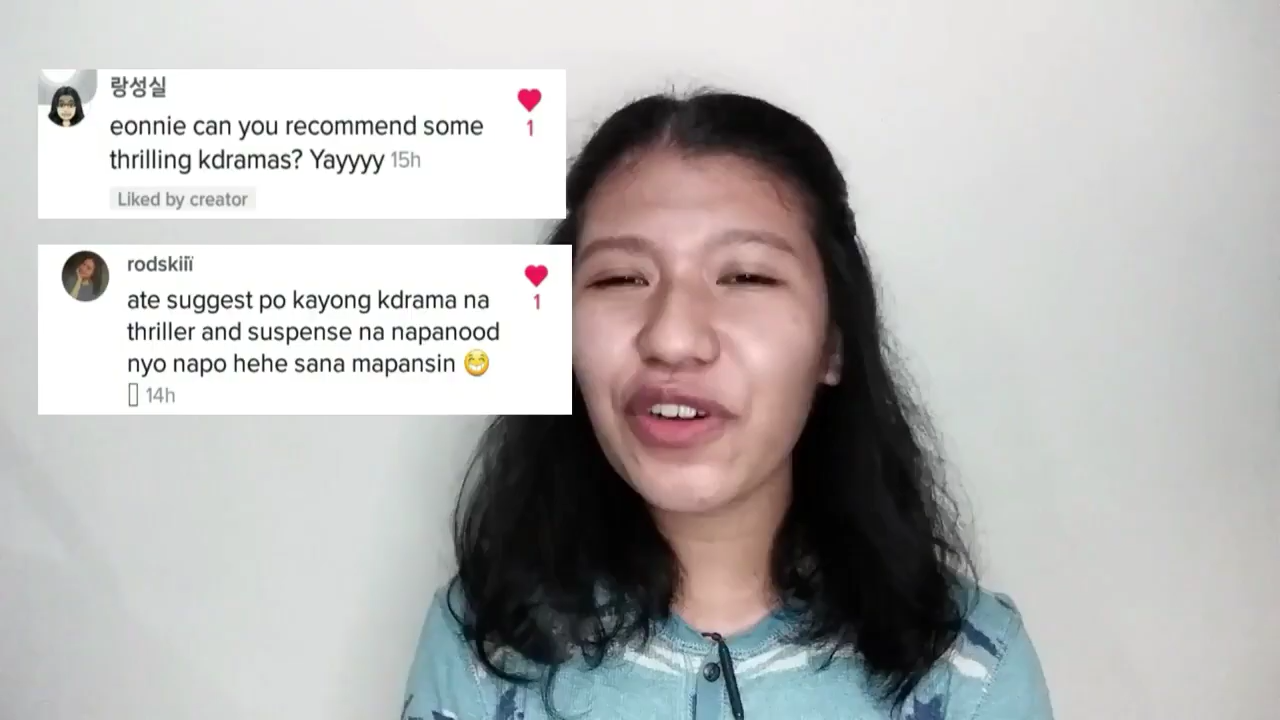 랑성실
eonnie can you recommend some
thrilling kdramas? Yayyyy 15h
1
Liked by creator
rodskiiï
ate suggest po kayong kdrama na
thriller and suspense na napanood
nyo napo hehe sana mapansin 😁
14h
1